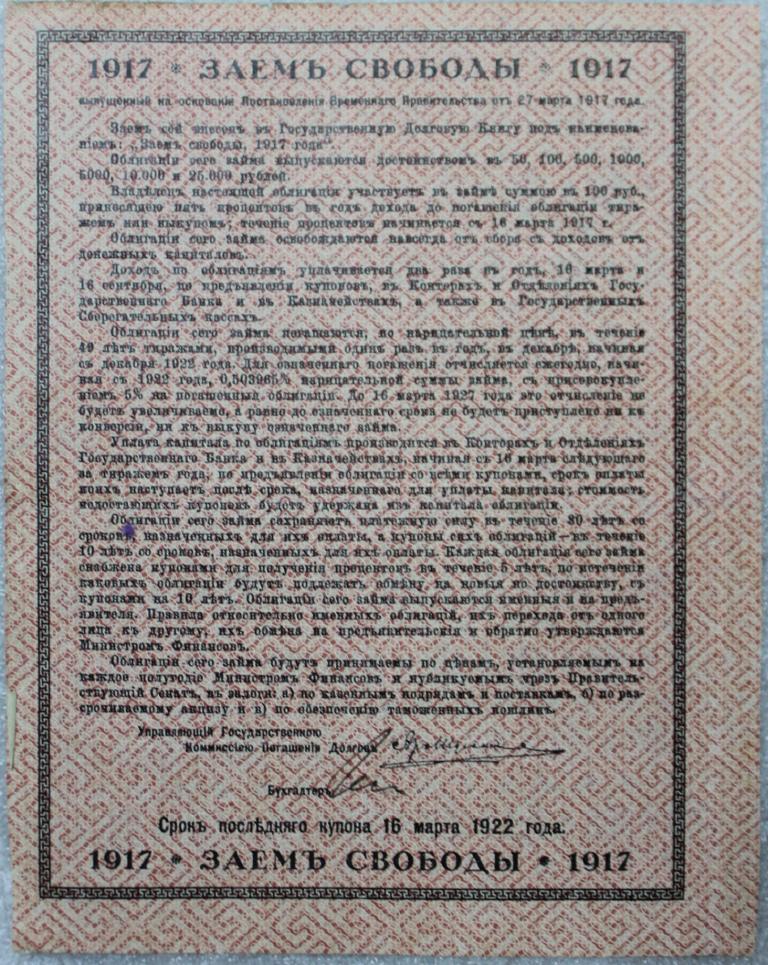 1917 * ЗАЕМЪ СВОБОДЫ * 1917
выпущенный на основаніи Постановленія Временнаго Правительства отъ 27 марта 1917 года.
Заемъ сей внесенъ въ Государственную Долговую Книгу подъ наименова-
ніемъ: „Заемъ свободы, 1917 года".
Облигаціи сего займа выпускаются достоинствомъ въ 50, 100, 500, 1000,
5000, 10.000 и 25.000 рублей.
Владѣлецъ настоящей облигаціи участвуетъ въ займѣ суммою въ 100 руб.,
приносящею пять процентовъ въ годъ дохода до погашенія облигаціи тира-
жемъ или выкупомъ; теченіе процентовъ начинается съ 16 марта 1917 г.
Облигаціи сего займа освобождаются навсегда отъ сбора съ доходовъ отъ
денежныхъ капиталовъ.
Доходъ по облигаціямъ уплачивается два раза въ годъ, 16 марта и
16 сентября, по предъявленіи купоновъ, въ Конторахъ и Отдѣленіяхъ Госу-
дарственнаго Банка и въ Казначействахъ, а также въ Государственныхъ
Сберегательныхъ кассахъ.
Облигаціи сего займа погашаются, по нарицательной цѣнѣ, въ теченіе
49 лѣтъ тиражами, производимыми одинъ разъ въ годъ, въ декабрѣ, начиная
съ декабря 1922 года. Для означеннаго погашенія отчисляется ежегодно, начи-
ная съ 1922 года, 0,503965% нарицательной суммы займа, съ присовокупле-
ніемъ 5% на погашенныя облигаціи. До 16 марта 1927 года это отчисленіе не
будетъ увеличиваемо, а равно до означеннаго срока не будетъ приступлено ни къ
конверсіи, ни къ выкупу означеннаго займа.
Уплата капитала по облигаціямъ производится въ Конторахъ и Отдѣленіяхъ
Государственнаго Банка и въ Казначействахъ, начиная съ 16 марта слѣдующаго
за тиражемъ года, по предъявленіи облигаціи со всѣми купонами, срокъ оплаты
коихъ наступаетъ послѣ срока, назначеннаго для уплаты капитала; стоимость
недостающихъ купоновъ будетъ удержана изъ капитала облигаціи.
Облигаціи сего займа сохраняютъ платежную силу въ теченіе 30 лѣтъ со
сроковъ, назначенныхъ для ихъ оплаты, а купоны сихъ облигацій—въ теченіе
10 лѣтъ со сроковъ, назначенныхъ для ихъ оплаты. Каждая облигація сего займа
снабжена купонами для полученія процентовъ въ теченіе 5 лѣтъ, по истеченіи
каковыхъ облигаціи будутъ подлежать обмѣну на новыя по достоинству, съ
купонами на 10 лѣтъ. Облигаціи сего займа выпускаются именныя и на предъ-
явителя. Правила относительно именныхъ облигацій, ихъ перехода отъ одного
лица къ другому, ихъ обмѣна на предъявительскія и обратно утверждаются
Министромъ Финансовъ.
Облигаціи сего займа будутъ принимаемы по цѣнамъ, установляемымъ на
каждое полугодіе Министромъ Финансовъ и публикуемымъ чрезъ Правитель-
ствующій Сенатъ, въ залоги: а) по казеннымъ подрядамъ и поставкамъ, б) по раз-
срочиваемому акцизу и в) по обезпеченію таможенныхъ пошлинъ.
Управляющій Государственною
Коммиссіею Погашенія Долговъ
Бухгалтеръ
Срокъ послѣдняго купона 16 марта 1922 года.
1917 * ЗАЕМЪ СВОБОДЫ * 1917